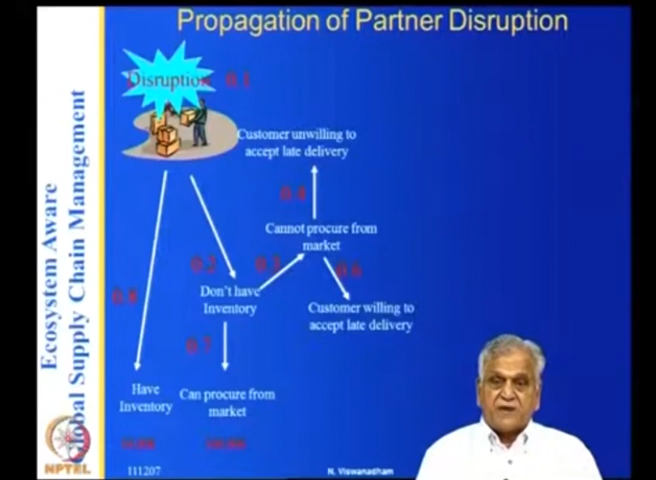 Propagation of Partner Disruption
Disruption 0.1
Customer unwilling to
accept late delivery
0.4
Cannot procure from
market
0.2
0.3
0.6
Don't have
Inventory
Customer willing to
accept late delivery
0.8
0.7
Have
Inventory
Can procure from
market
Ecosystem Aware
Global Supply Chain Management
NPTEL
111207
N. Viswanadham